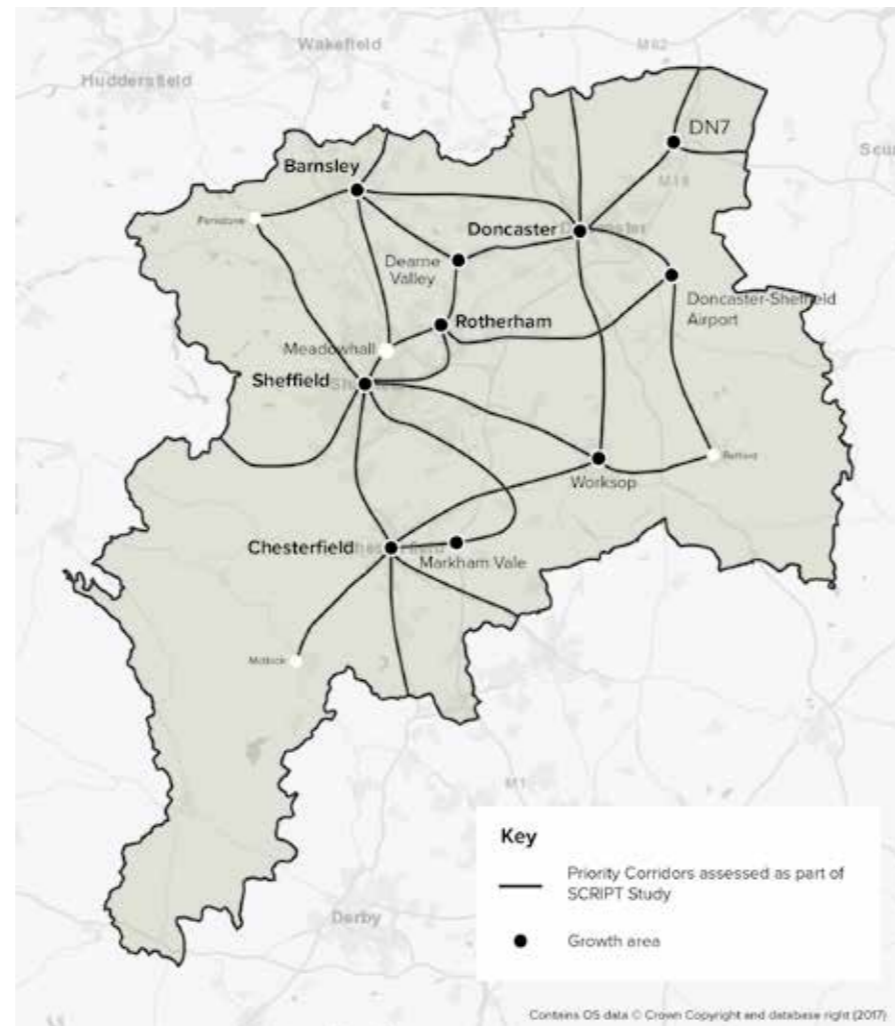 Wakefield
M62
Huddersfield
DN7
Scu
Barnsley
M18
Penistone
Doncaster
Dearne
Valley
Doncaster-Sheffield
Airport
Rotherham
Meadowhall
Sheffield
Retford
Worksop
Chesterfield
Markham Vale
Matlock
M1
Key
Priority Corridors assessed as part of
SCRIPT Study
Growth area
Derby
Contains OS data © Crown Copyright and database right (2017)